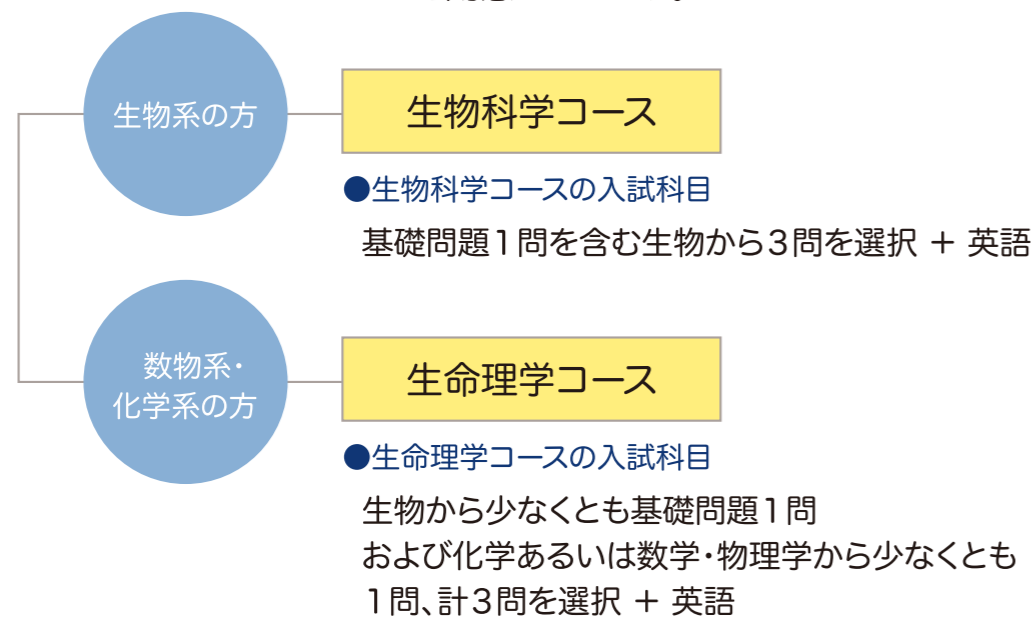 生物系の方
生物科学コース
●生物科学コースの入試科目
基礎問題1問を含む生物から3問を選択 + 英語
数物系・
化学系の方
生命理学コース
●生命理学コースの入試科目
生物から少なくとも基礎問題1問
および化学あるいは数学・物理学から少なくとも
1問、計3問を選択 + 英語